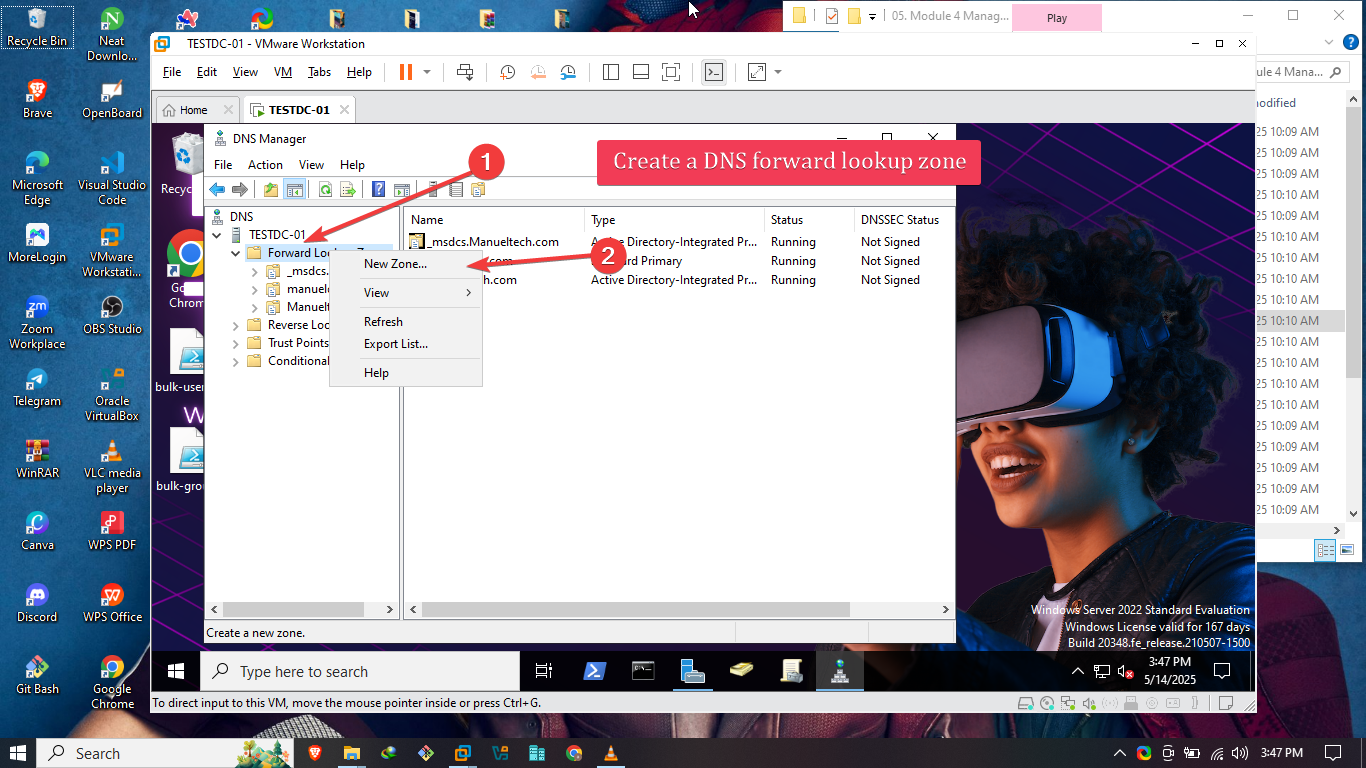 Recycle Bin
Neat
Downlo...
Brave
OpenBoard
Microsoft
Edge
Visual Studio
Code
MoreLogin
VMware
Workstati...
Zoom
Workplace
OBS Studio
Telegram
Oracle
VirtualBox
WinRAR
VLC media
player
Canva
WPS PDF
Discord
WPS Office
Git Bash
Google
Chrome
05. Module 4 Manag...
Play
ule 4 Mana...
odified
25 10:09 AM
25 10:09 AM
25 10:09 AM
25 10:10 AM
25 10:10 AM
25 10:10 AM
25 10:10 AM
25 10:10 AM
25 10:10 AM
25 10:10 AM
25 10:10 AM
25 10:10 AM
25 10:10 AM
25 10:10 AM
25 10:09 AM
25 10:09 AM
25 10:09 AM
25 10:09 AM
25 10:09 AM
TESTDC-01 - VMware Workstation
File Edit View VM Tabs Help
Home
TESTDC-01
DNS Manager
File Action View Help
1
Create a DNS forward lookup zone
DNS
TESTDC-01
Forward Loo
_msdcs.
manuel
Manuelt
Reverse Loo
Trust Points
Conditional
Name Type Status DNSSEC Status
_msdcs.Manueltech.com Active Directory-Integrated Pr... Running Not Signed
.com Primary Running Not Signed
h.com Active Directory-Integrated Pr... Running Not Signed
2
New Zone...
View
Refresh
Export List...
Help
Recyc
Go
Chrom
bulk-user
W
bulk-grou
Create a new zone.
Windows Server 2022 Standard Evaluation
Windows License valid for 167 days
Build 20348.fe_release.210507-1500
Type here to search
3:47 PM
5/14/2025
To direct input to this VM, move the mouse pointer inside or press Ctrl+G.
Search
3:47 PM